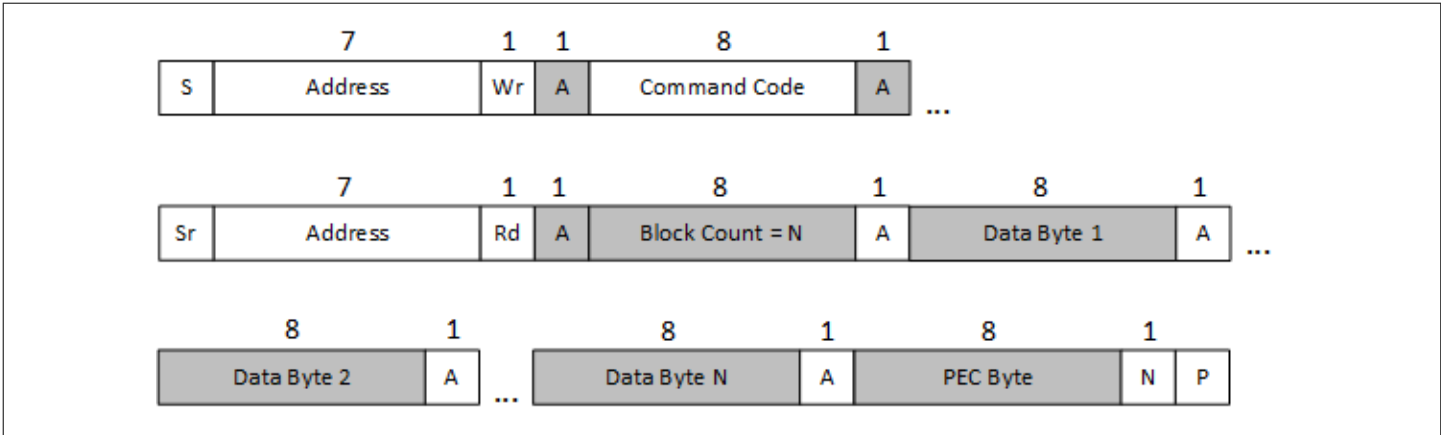 7 1 1 8 1
S Address Wr A Command Code A ...
7 1 1 8 1 8 1
Sr Address Rd A Block Count = N A Data Byte 1 A ...
8 1 8 1 8 1
Data Byte 2 A ... Data Byte N A PEC Byte N P